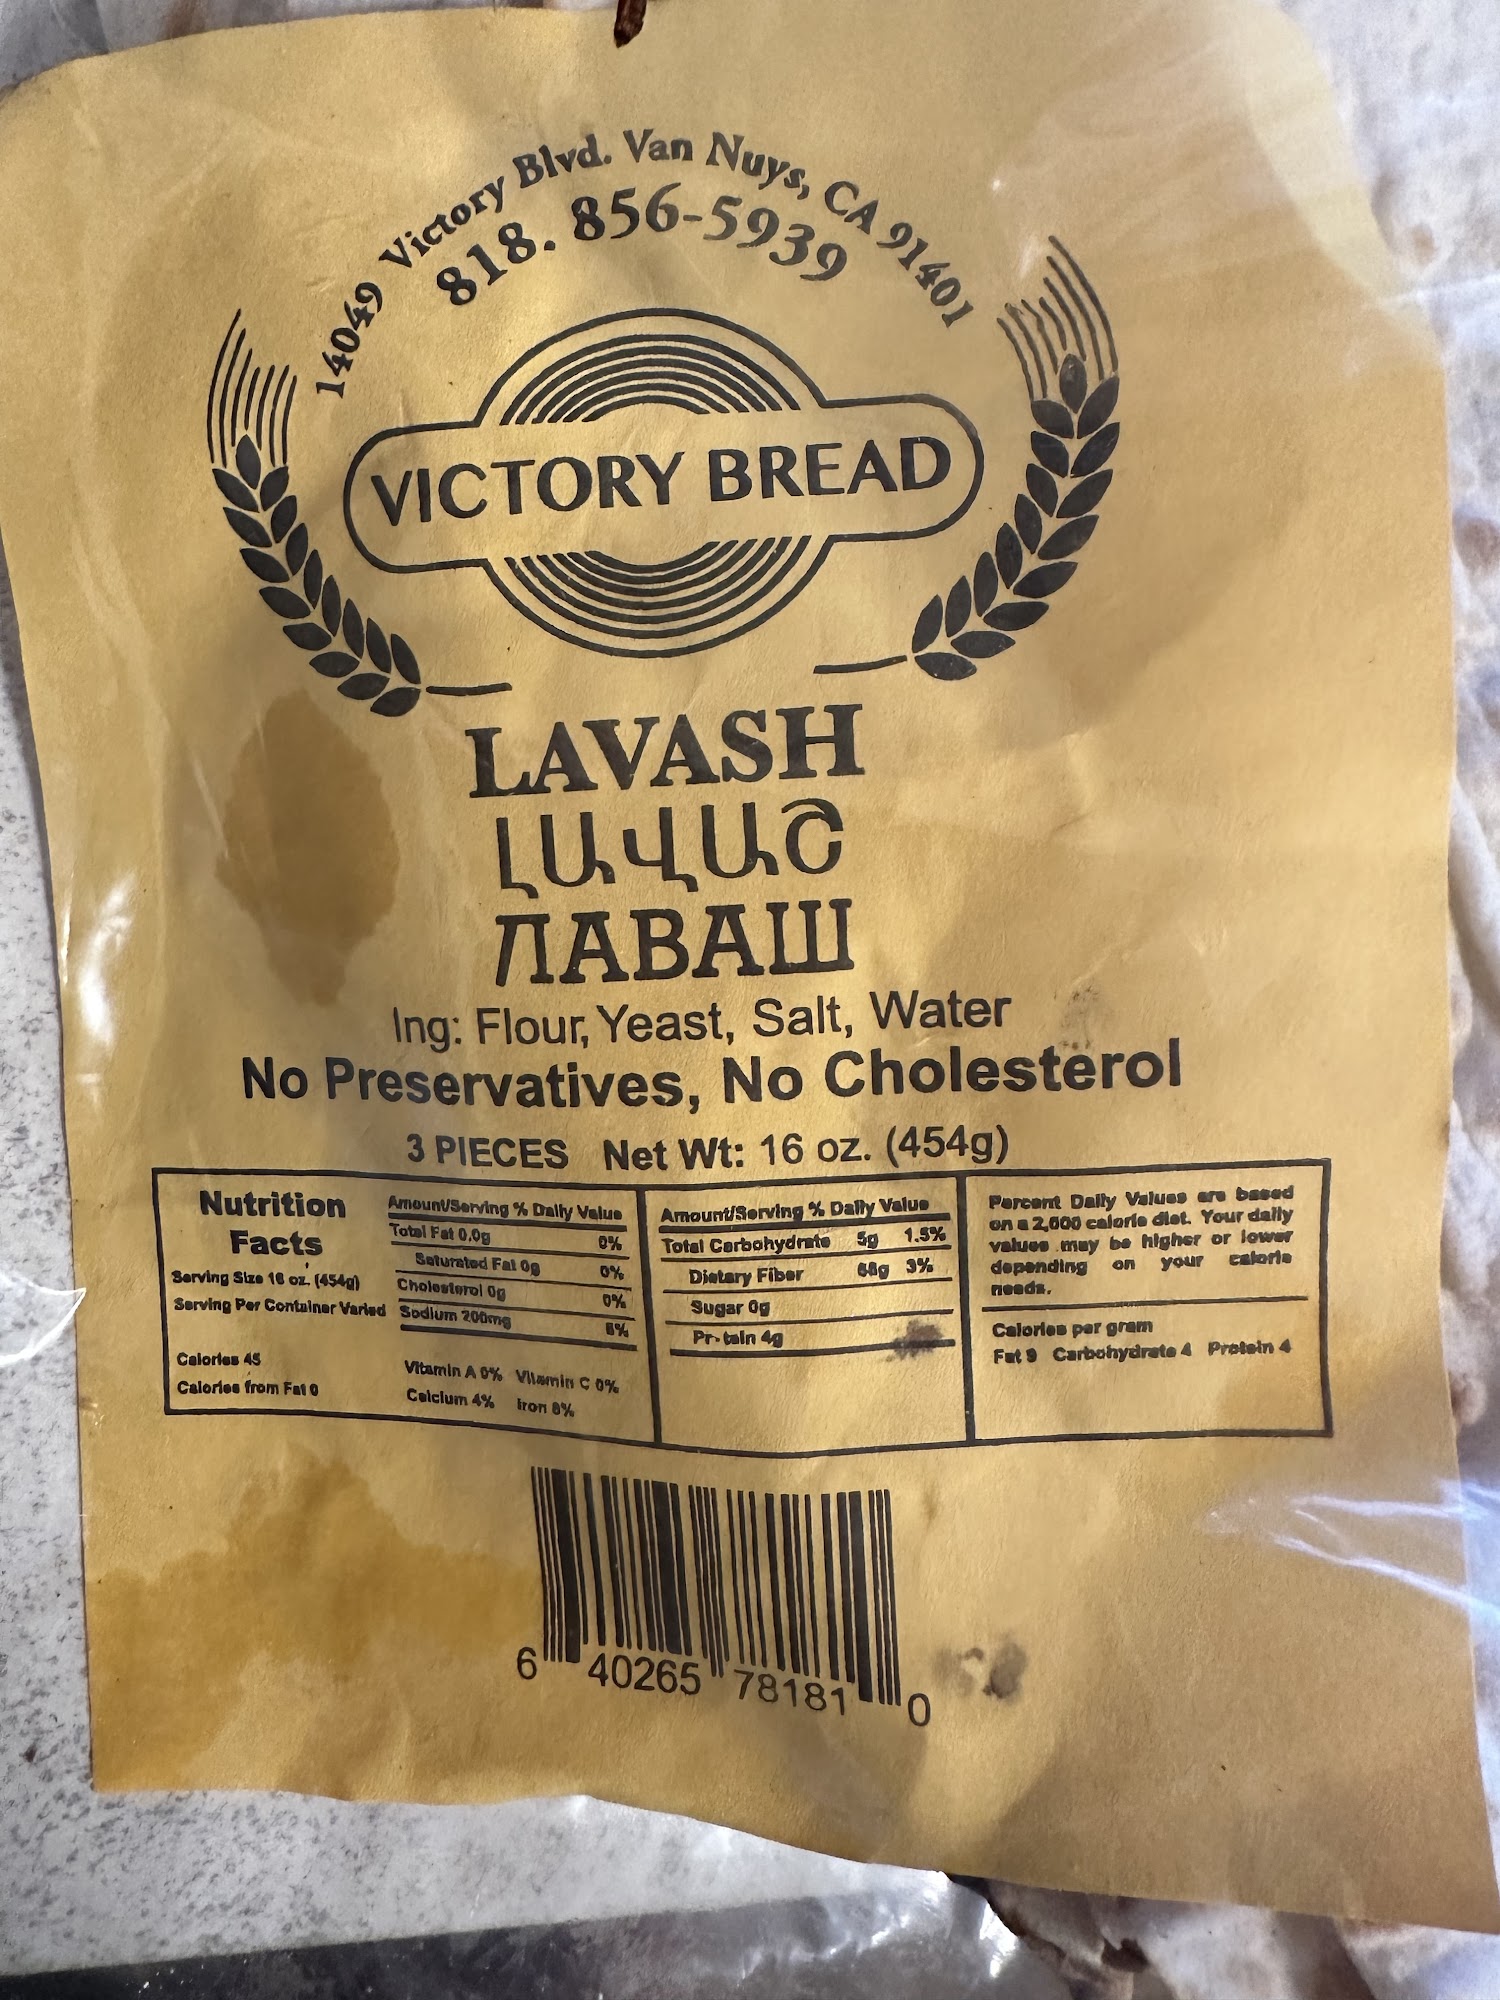 14049 Victory Blvd. Van Nuys, CA 91401
818. 856-5939
VICTORY BREAD
LAVASH
ԼԱՎԱՇ
ЛАВАШ
Ing: Flour, Yeast, Salt, Water
No Preservatives, No Cholesterol
3 PIECES Net Wt: 16 oz. (454g)
Nutrition
Facts
Serving Size 16 oz. (454g)
Serving Per Container Varied
Calories 45
Calories from Fat 0
Amount/Serving % Daily Value
Total Fat 0.0g 0%
Saturated Fat 0g 0%
Cholesterol 0g 0%
Sodium 200mg
Vitamin A 0% Vitamin C 0%
Calcium 4% Iron 8%
Amount/Serving % Daily Value
Total Carbohydrate 5g 1.5%
Dietary Fiber 3%
Sugar 0g
Protein 4g
Percent Daily Values are based
on a 2,000 calorie diet. Your daily
values may be higher or lower
depending on your calorie
needs.
Calories per gram
Fat 9 Carbohydrate 4 Protein 4
6 40265 78181 0